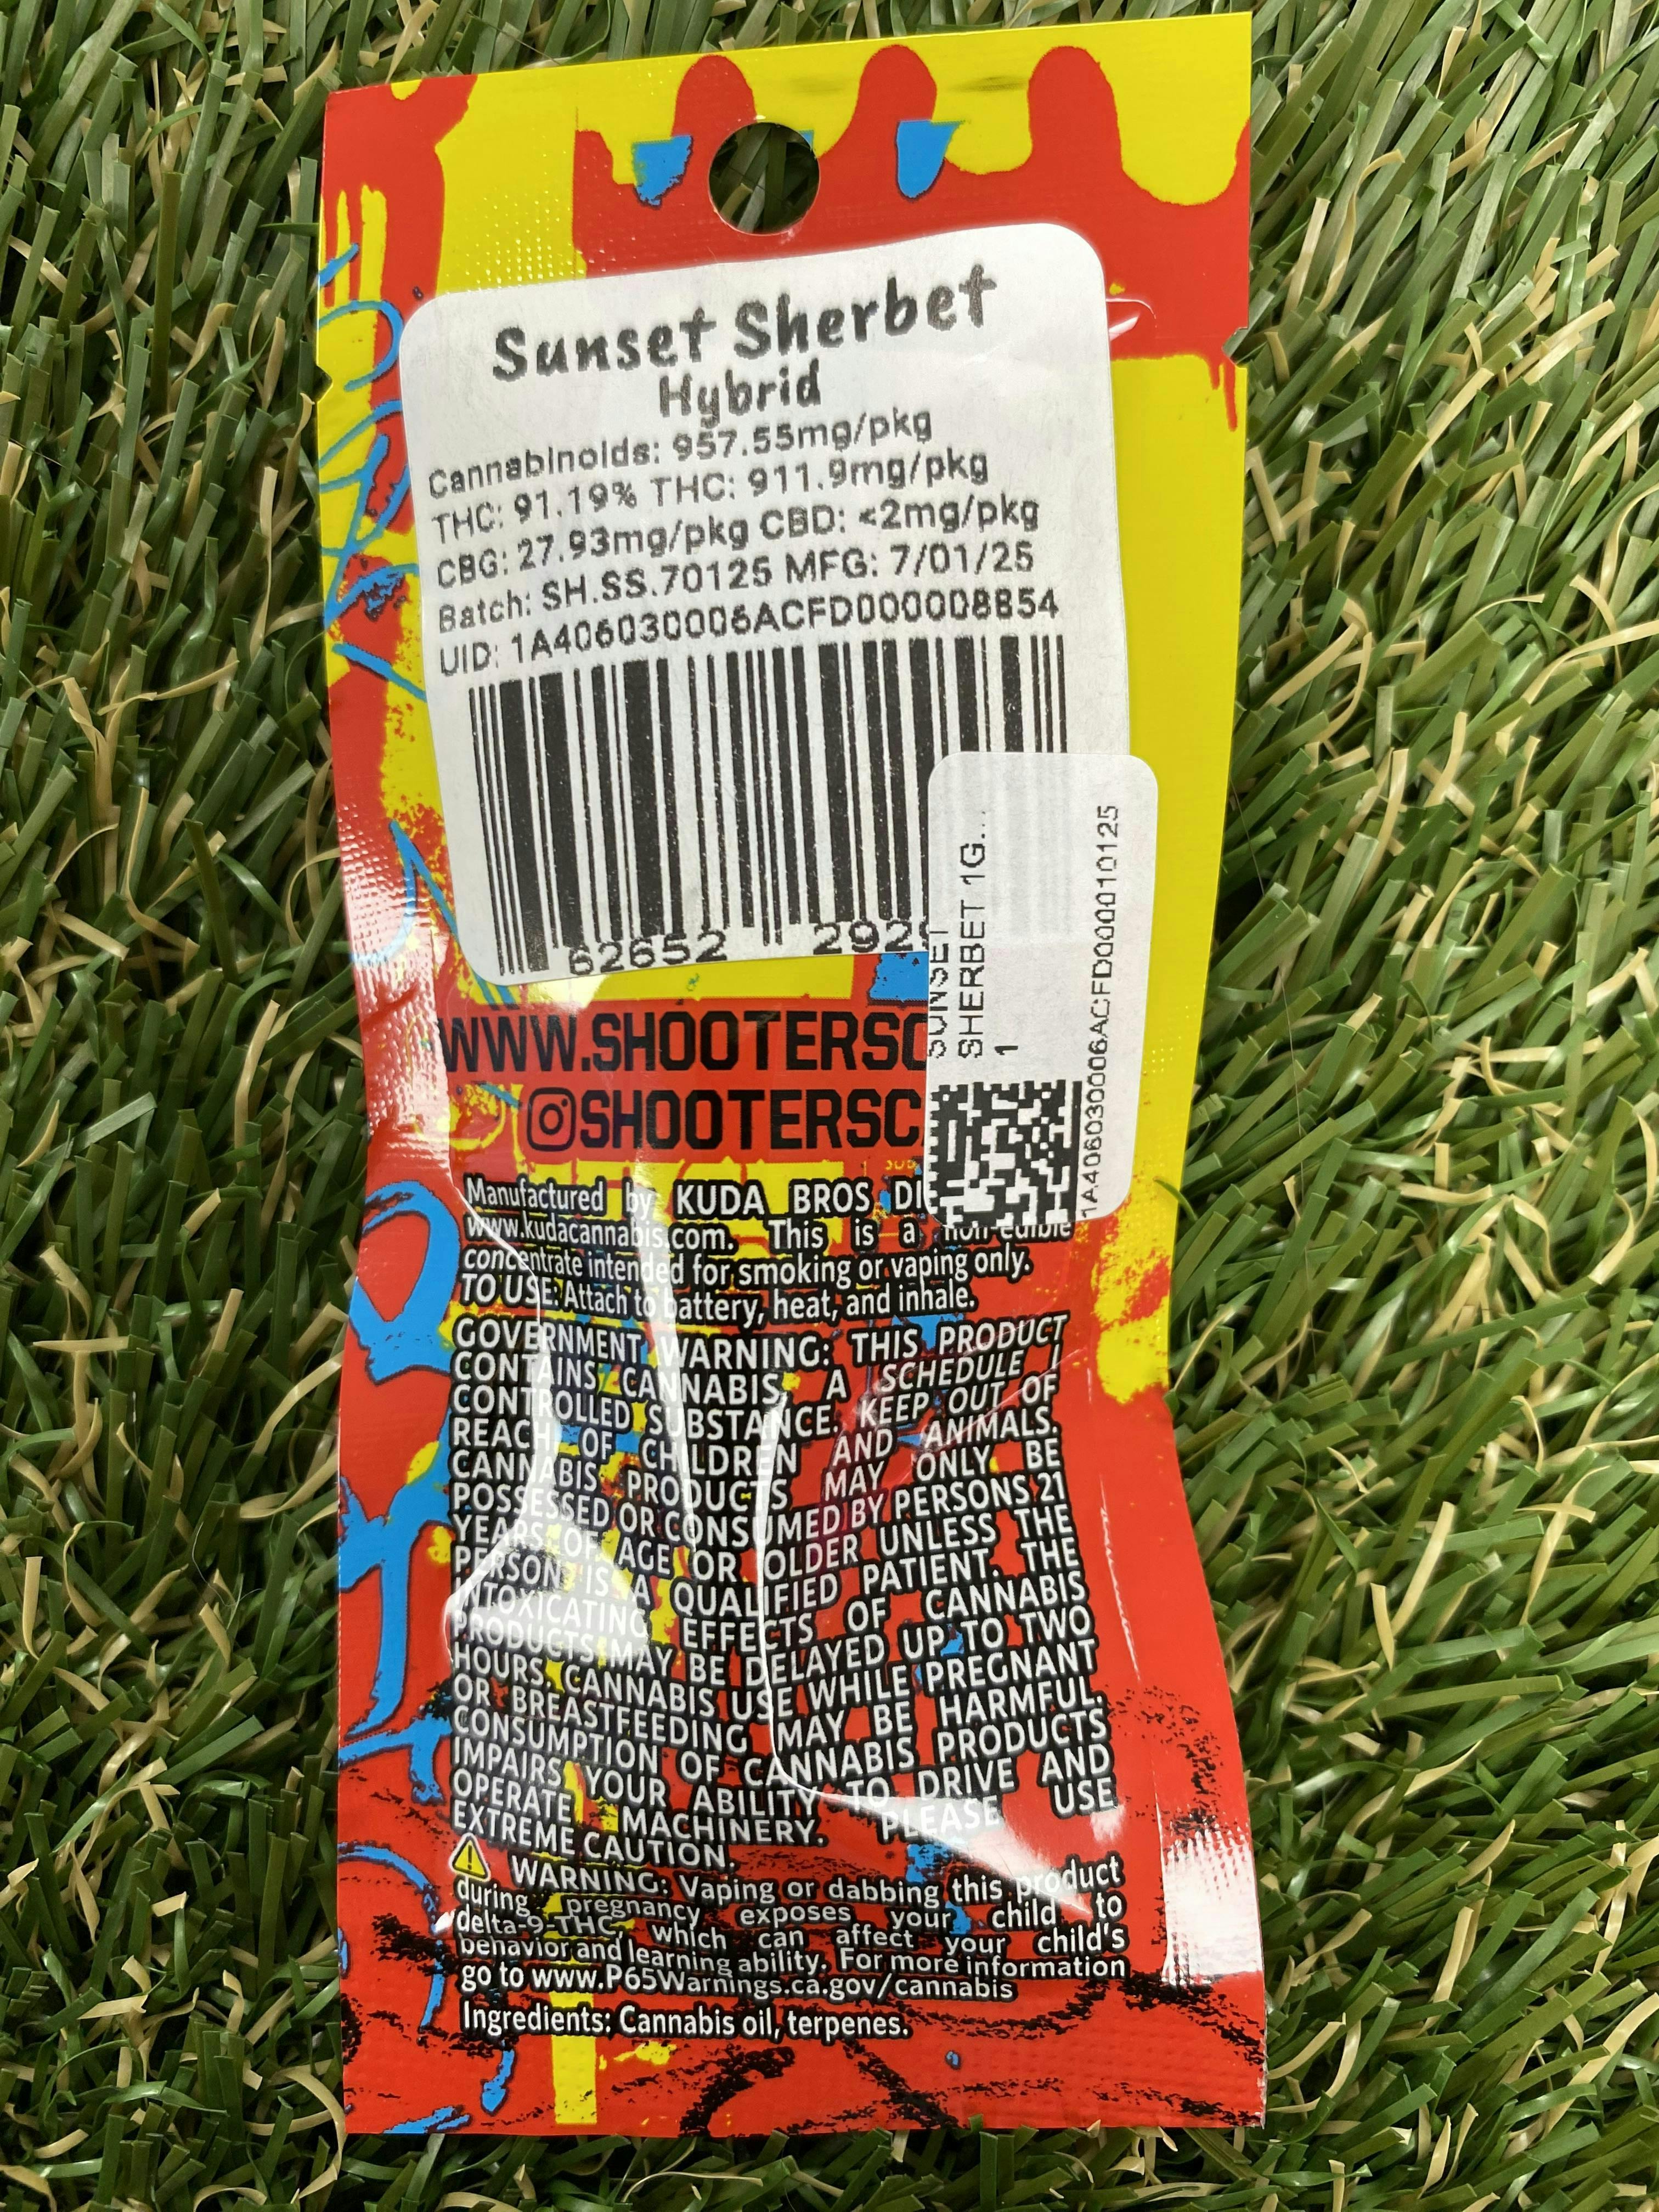 Sunset Sherbet
Hybrid
Cannabinoids: 957.55mg/pkg
THC: 91.19% THC: 911.9mg/pkg
CBG: 27.93mg/pkg CBD: <2mg/pkg
Batch: SH.SS.70125 MFG: 7/01/25
UID: 1A406030006ACFD000008854
62652 292
SUNSET
SHERBET 1G...
1
1A406030006ACFD000010125
WWW.SHOOTERSC
@SHOOTERSC
Manufactured by KUDA BROS DI
www.kudacannabis.com. This is a non-edible
concentrate intended for smoking or vaping only.
TO USE: Attach to battery, heat, and inhale.
GOVERNMENT WARNING: THIS PRODUCT
CONTAINS CANNABIS, A SCHEDULE I
CONTROLLED SUBSTANCE. KEEP OUT OF
REACH OF CHILDREN AND ANIMALS.
CANNABIS PRODUCTS MAY ONLY BE
POSSESSED OR CONSUMED BY PERSONS 21
YEARS OF AGE OR OLDER UNLESS THE
PERSON IS A QUALIFIED PATIENT. THE
INTOXICATING EFFECTS OF CANNABIS
PRODUCTS MAY BE DELAYED UP TO TWO
HOURS. CANNABIS USE WHILE PREGNANT
OR BREASTFEEDING MAY BE HARMFUL.
CONSUMPTION OF CANNABIS PRODUCTS
IMPAIRS YOUR ABILITY TO DRIVE AND
OPERATE MACHINERY. PLEASE USE
EXTREME CAUTION.
WARNING: Vaping or dabbing this product
during pregnancy exposes your child to
delta-9-THC, which can affect your child's
behavior and learning ability. For more information
go to www.P65Warnings.ca.gov/cannabis
Ingredients: Cannabis oil, terpenes.